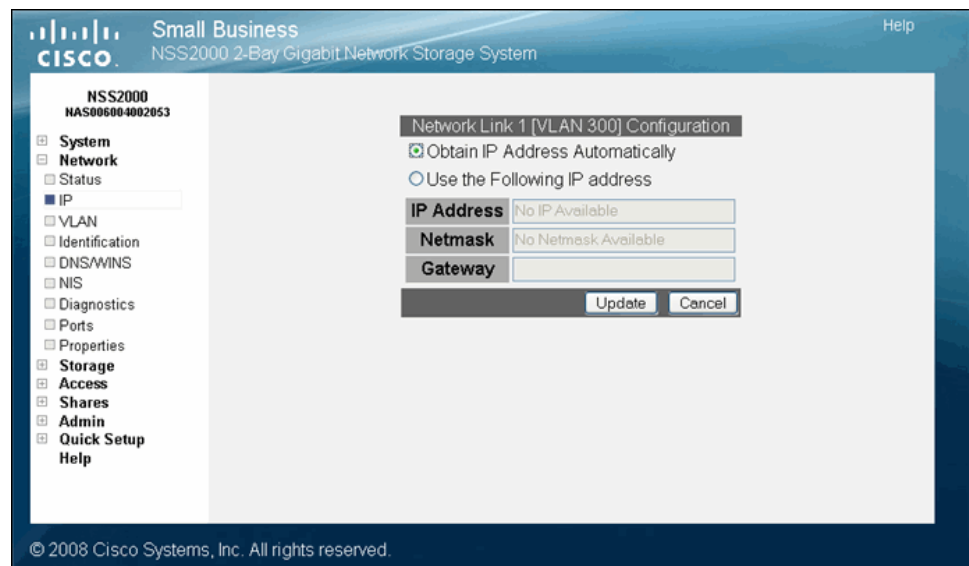 CISCO.
Small Business
NSS2000 2-Bay Gigabit Network Storage System
Help
NSS2000
NAS006004002053
System
Network
Status
IP
VLAN
Identification
DNS/WINS
NIS
Diagnostics
Ports
Properties
Storage
Access
Shares
Admin
Quick Setup
Help
Network Link 1 [VLAN 300] Configuration
Obtain IP Address Automatically
Use the Following IP address
IP Address No IP Available
Netmask No Netmask Available
Gateway
Update Cancel
© 2008 Cisco Systems, Inc. All rights reserved.